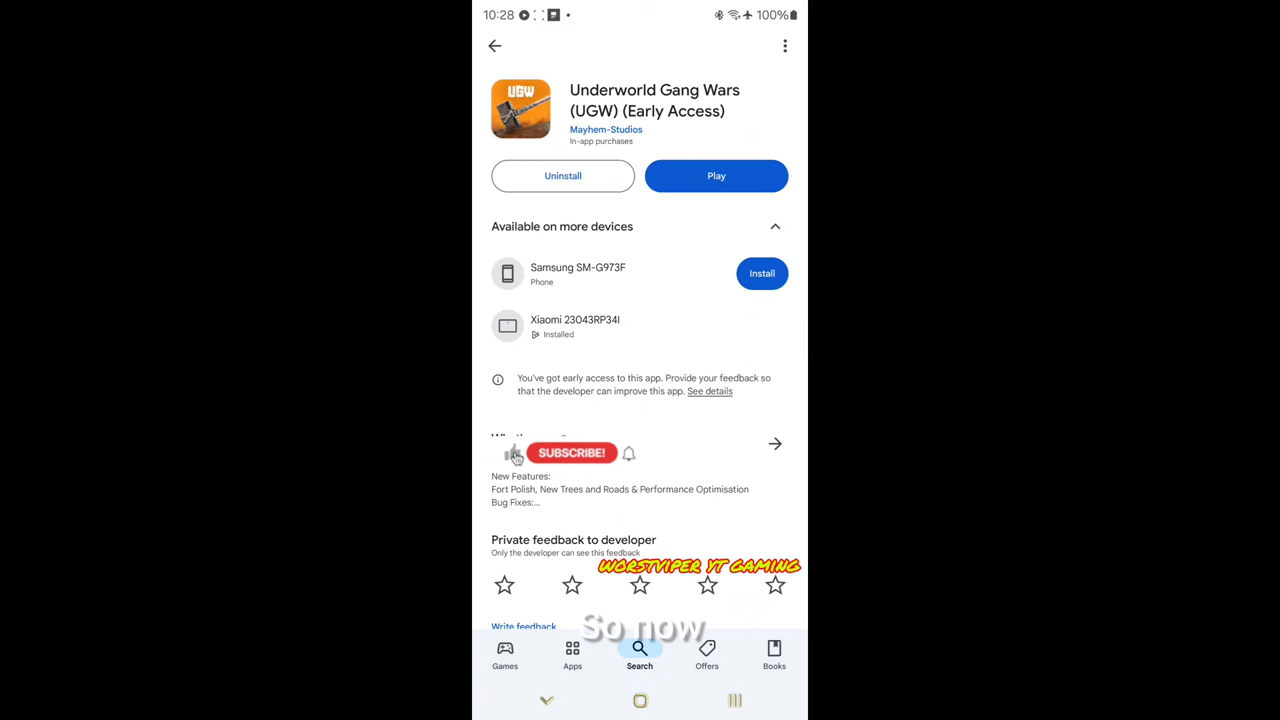 10:28
100%
UGW
Underworld Gang Wars
(UGW) (Early Access)
Mayhem-Studios
In-app purchases
Uninstall
Play
Available on more devices
Samsung SM-G973F
Phone
Install
Xiaomi 23043RP34I
Installed
You've got early access to this app. Provide your feedback so
that the developer can improve this app. See details
SUBSCRIBE!
New Features:
Fort Polish, New Trees and Roads & Performance Optimisation
Bug Fixes:...
Private feedback to developer
Only the developer can see this feedback
WORSTVIPER YT GAMING
Write feedback
So now
Games
Apps
Search
Offers
Books